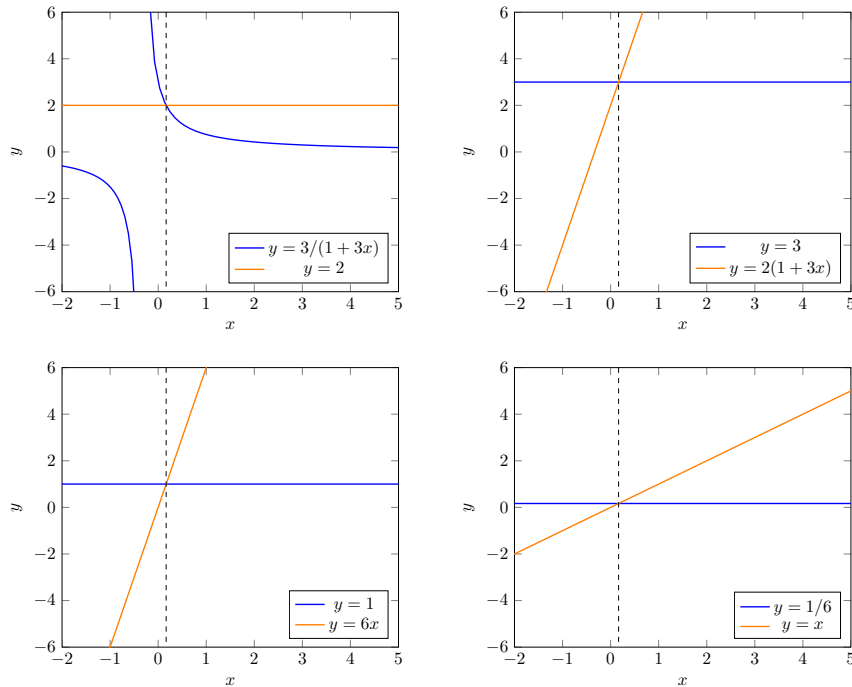 6
4
2
0
−2
−4
−6
y
−2 −1 0 1 2 3 4 5
x
y = 3/(1 + 3x)
y = 2
6
4
2
0
−2
−4
−6
y
−2 −1 0 1 2 3 4 5
x
y = 3
y = 2(1 + 3x)
6
4
2
0
−2
−4
−6
y
−2 −1 0 1 2 3 4 5
x
y = 1
y = 6x
6
4
2
0
−2
−4
−6
y
−2 −1 0 1 2 3 4 5
x
y = 1/6
y = x